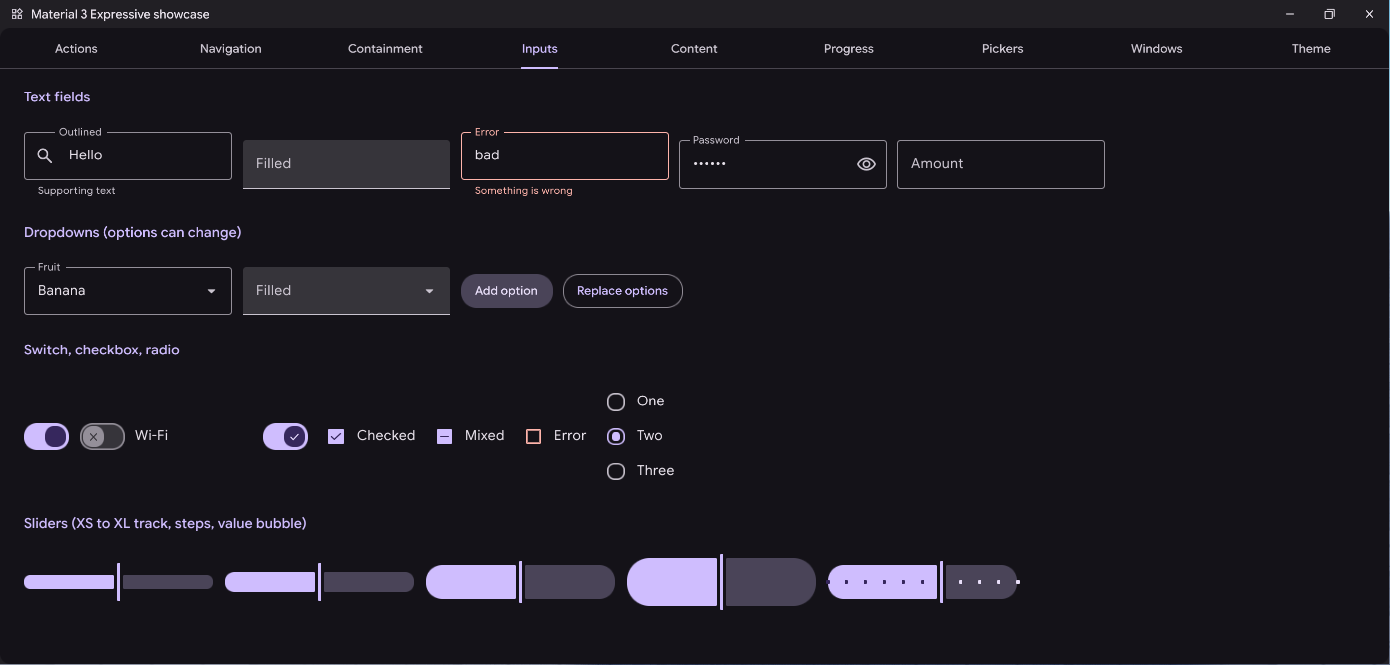 Material 3 Expressive showcase
Actions Navigation Containment Inputs Content Progress Pickers Windows Theme
Text fields
Outlined
Hello
Supporting text
Filled
Error
bad
Something is wrong
Password
••••••
Amount
Dropdowns (options can change)
Fruit
Banana
Filled
Add option
Replace options
Switch, checkbox, radio
Wi-Fi
Checked
Mixed
Error
One
Two
Three
Sliders (XS to XL track, steps, value bubble)